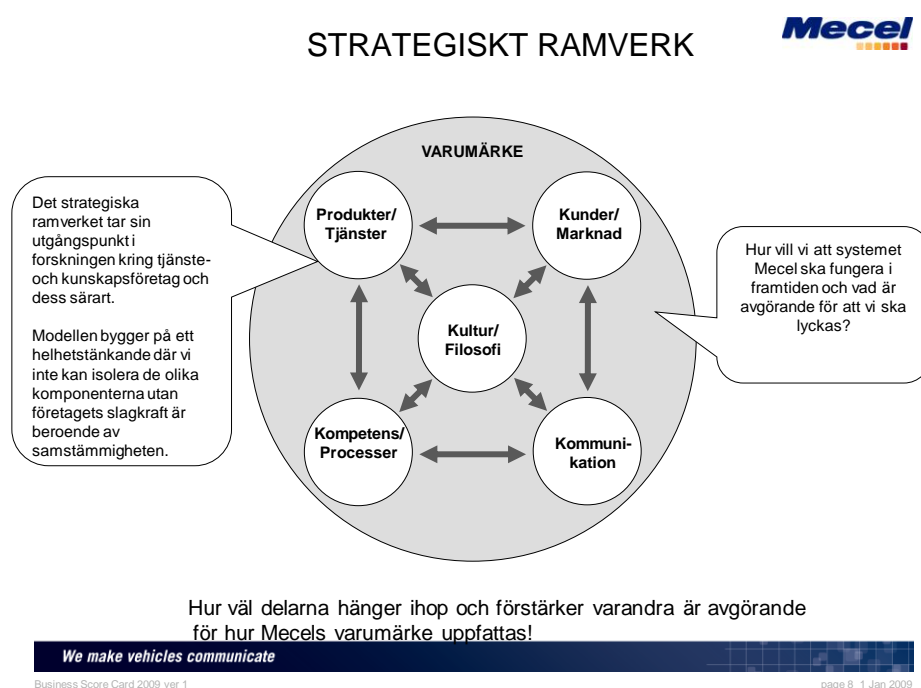 STRATEGISKT RAMVERK
Mecel
VARUMÄRKE
Det strategiska
ramverket tar sin
utgångspunkt i
forskningen kring tjänste-
och kunskapsföretag och
dess särart.
Modellen bygger på ett
helhetstänkande där vi
inte kan isolera de olika
komponenterna utan
företagets slagkraft är
beroende av
samstämmigheten.
Produkter/
Tjänster
Kunder/
Marknad
Hur vill vi att systemet
Mecel ska fungera i
framtiden och vad är
avgörande för att vi ska
lyckas?
Kultur/
Filosofi
Kompetens/
Processer
Kommuni-
kation
Hur väl delarna hänger ihop och förstärker varandra är avgörande
för hur Mecels varumärke uppfattas!
We make vehicles communicate
Business Score Card 2009 ver 1
page 8 1 Jan 2009